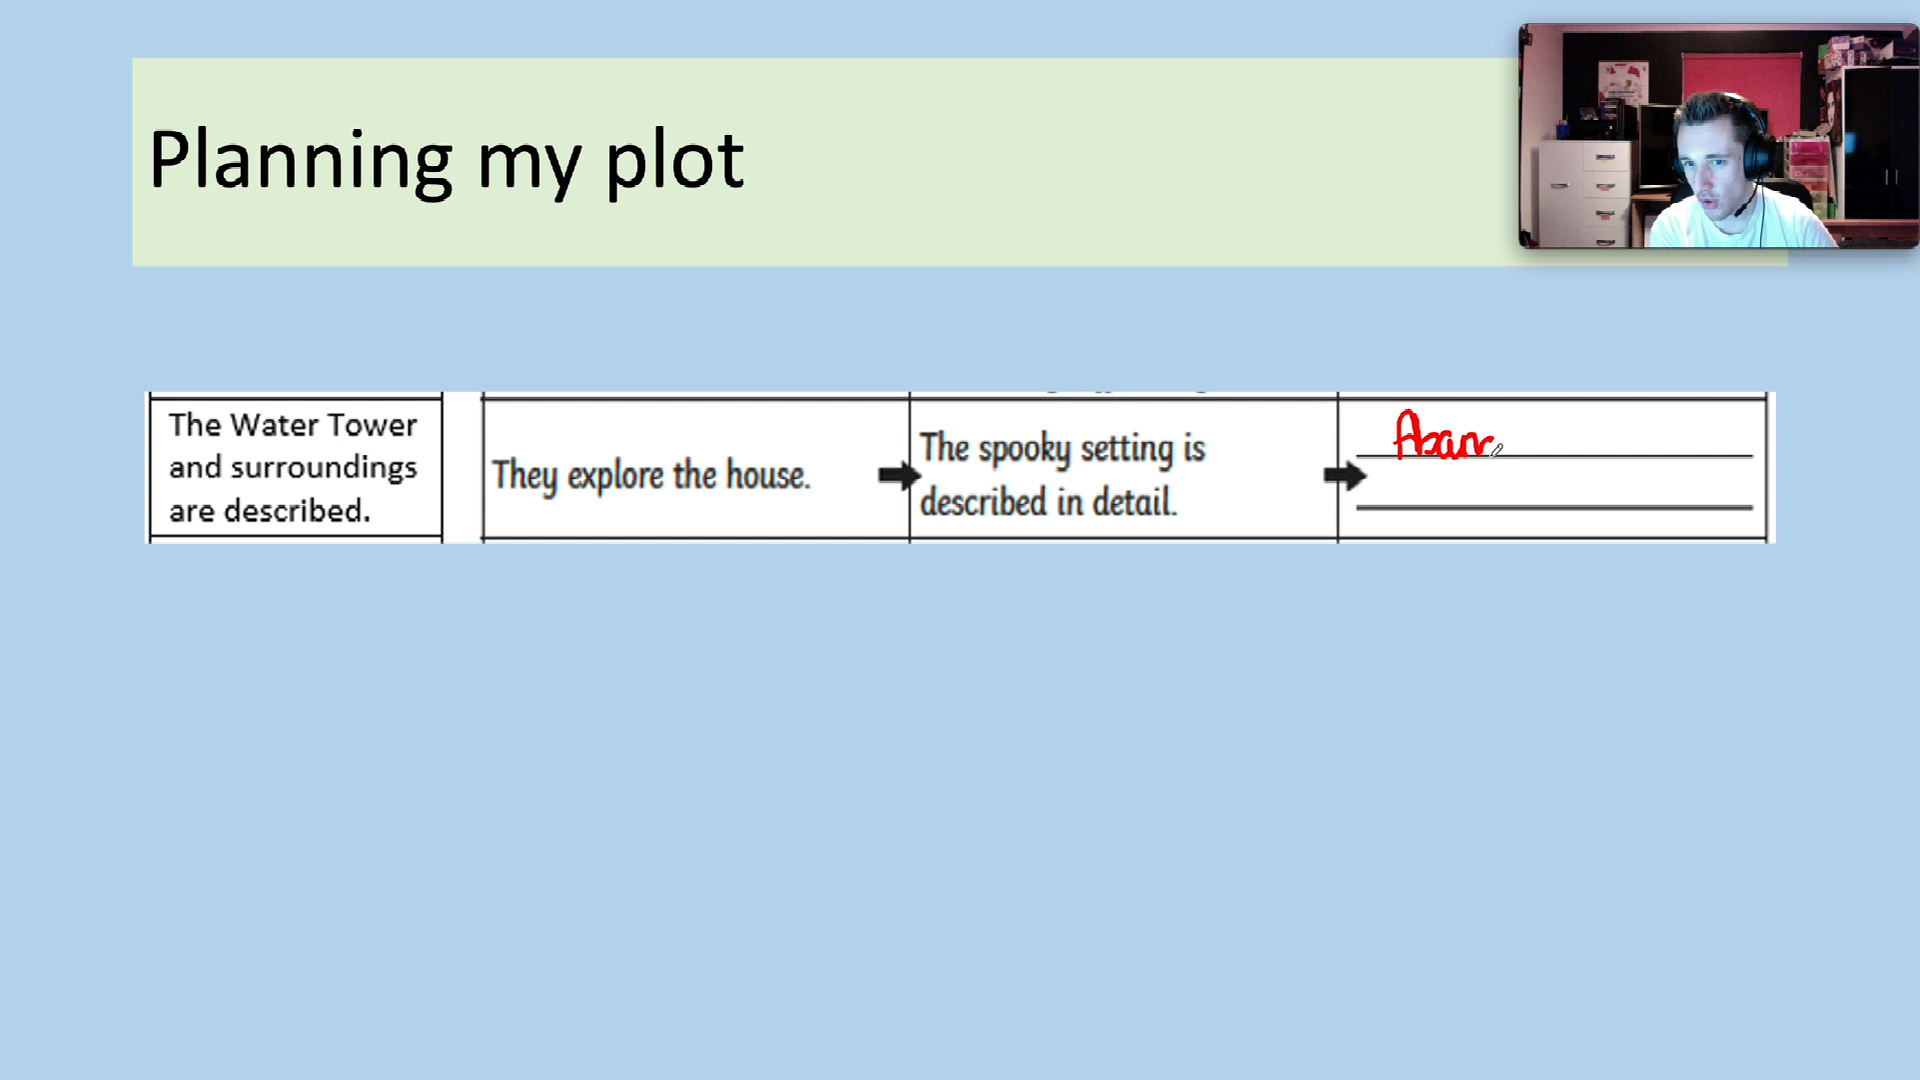 Planning my plot
The Water Tower
and surroundings
are described.
They explore the house.
The spooky setting is
described in detail.